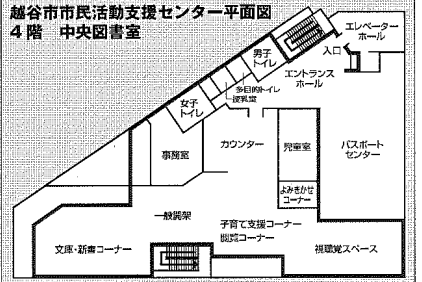 越谷市市民活動支援センター平面図
4階 中央図書室
エレベーター
ホール
入口
男子
トイレ
エントランス
ホール
多目的トイレ
授乳室
女子
トイレ
事務室
カウンター
児童室
パスポート
センター
よみきかせ
コーナー
一般開架
子育て支援コーナー
閲覧コーナー
文庫・新書コーナー
視聴覚スペース